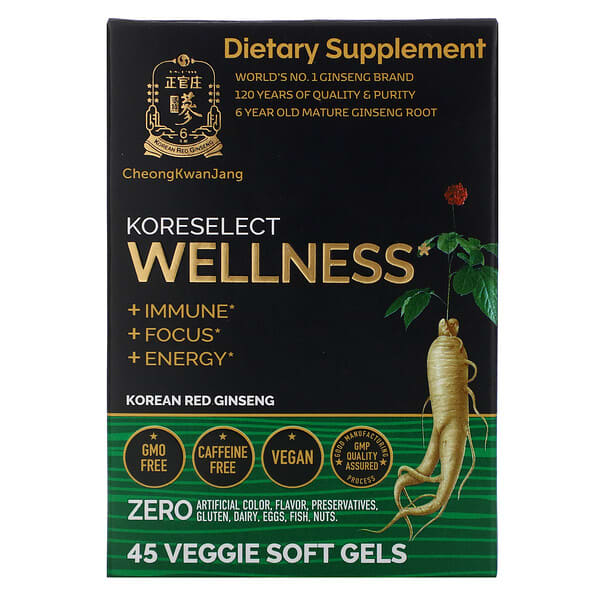 Dietary Supplement
WORLD'S NO. 1 GINSENG BRAND
120 YEARS OF QUALITY & PURITY
6 YEAR OLD MATURE GINSENG ROOT
正官庄
蔘
6
KOREAN RED GINSENG
CheongKwanJang
KORESELECT
WELLNESS*
+ IMMUNE*
+ FOCUS*
+ ENERGY*
KOREAN RED GINSENG
GMO
FREE
CAFFEINE
FREE
VEGAN
GOOD MANUFACTURING
GMP
QUALITY
ASSURED
PROCESS
ZERO
ARTIFICIAL COLOR, FLAVOR, PRESERVATIVES,
GLUTEN, DAIRY, EGGS, FISH, NUTS.
45 VEGGIE SOFT GELS